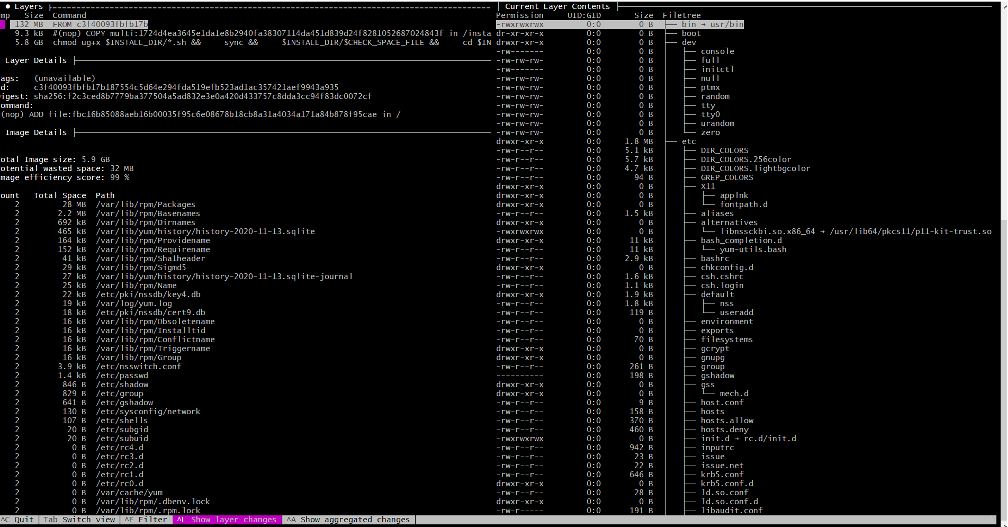 ● Layers
mp Size Command
132 MB FROM c3f40093fbfb17b
9.3 kB #(nop) COPY multi:1724d4ea3645e1da1e8b2940fa38307114da451d839d24f8281052687024843f in /insta
5.8 GB chmod ug+x $INSTALL_DIR/*.sh && sync && $INSTALL_DIR/$CHECK_SPACE_FILE && cd $IN
Layer Details
ags: (unavailable)
d: c3f40093fbfb17b187554c5d64e294fda519efb523ad1ac357421aef9943a935
igest: sha256:f2c3ced8b7779ba377504a5ad832e3e0a420d433757c8dda3cc94f83dc0072cf
ommand:
(nop) ADD file:fbc16b85088aeb16b00035f95c6e08678b18cb8a31a4034a171a84b878f95cae in /
Image Details
otal Image size: 5.9 GB
otential wasted space: 32 MB
mage efficiency score: 99 %
ount Total Space Path
2 28 MB /var/lib/rpm/Packages
2 2.2 MB /var/lib/rpm/Basenames
2 692 kB /var/lib/rpm/Dirnames
2 465 kB /var/lib/yum/history/history-2020-11-13.sqlite
2 164 kB /var/lib/rpm/Providename
2 152 kB /var/lib/rpm/Requirename
2 41 kB /var/lib/rpm/Sha1header
2 29 kB /var/lib/rpm/Sigmd5
2 27 kB /var/lib/yum/history/history-2020-11-13.sqlite-journal
2 25 kB /var/lib/rpm/Name
2 22 kB /etc/pki/nssdb/key4.db
2 19 kB /var/log/yum.log
2 18 kB /etc/pki/nssdb/cert9.db
2 16 kB /var/lib/rpm/Obsoletename
2 16 kB /var/lib/rpm/Installtid
2 16 kB /var/lib/rpm/Conflictname
2 16 kB /var/lib/rpm/Triggername
2 16 kB /var/lib/rpm/Group
2 3.9 kB /etc/nsswitch.conf
2 1.4 kB /etc/passwd
2 846 B /etc/shadow
2 829 B /etc/group
2 641 B /etc/gshadow
2 130 B /etc/sysconfig/network
2 107 B /etc/shells
2 20 B /etc/subgid
2 20 B /etc/subuid
2 0 B /etc/rc4.d
2 0 B /etc/rc3.d
2 0 B /etc/rc2.d
2 0 B /etc/rc1.d
2 0 B /etc/rc0.d
2 0 B /var/cache/yum
2 0 B /var/lib/rpm/.dbenv.lock
2 0 B /var/lib/rpm/.rpm.lock
Current Layer Contents
Permission UID:GID Size Filetree
-rwxrwxrwx 0:0 0 B ├── bin → usr/bin
dr-xr-xr-x 0:0 0 B ├── boot
drwxr-xr-x 0:0 0 B ├── dev
-rw------- 0:0 0 B │ ├── console
-rw-rw-rw- 0:0 0 B │ ├── full
-rw------- 0:0 0 B │ ├── initctl
-rw-rw-rw- 0:0 0 B │ ├── null
-rw-rw-rw- 0:0 0 B │ ├── ptmx
-rw-rw-rw- 0:0 0 B │ ├── random
-rw-rw-rw- 0:0 0 B │ ├── tty
-rw-rw-rw- 0:0 0 B │ ├── tty0
-rw-rw-rw- 0:0 0 B │ ├── urandom
-rw-rw-rw- 0:0 0 B │ └── zero
drwxr-xr-x 0:0 1.8 MB ├── etc
-rw-r--r-- 0:0 5.1 kB │ ├── DIR_COLORS
-rw-r--r-- 0:0 5.7 kB │ ├── DIR_COLORS.256color
-rw-r--r-- 0:0 4.7 kB │ ├── DIR_COLORS.lightbgcolor
-rw-r--r-- 0:0 94 B │ ├── GREP_COLORS
drwxr-xr-x 0:0 0 B │ ├── X11
drwxr-xr-x 0:0 0 B │ │ ├── applnk
drwxr-xr-x 0:0 0 B │ │ └── fontpath.d
-rw-r--r-- 0:0 1.5 kB │ ├── aliases
drwxr-xr-x 0:0 0 B │ ├── alternatives
-rwxrwxrwx 0:0 0 B │ │ └── libnssckbi.so.x86_64 → /usr/lib64/pkcs11/p11-kit-trust.so
drwxr-xr-x 0:0 11 kB │ ├── bash_completion.d
-rw-r--r-- 0:0 11 kB │ │ └── yum-utils.bash
-rw-r--r-- 0:0 2.9 kB │ ├── bashrc
drwxr-xr-x 0:0 0 B │ ├── chkconfig.d
-rw-r--r-- 0:0 1.6 kB │ ├── csh.cshrc
-rw-r--r-- 0:0 1.1 kB │ ├── csh.login
drwxr-xr-x 0:0 1.9 kB │ ├── default
-rw-r--r-- 0:0 1.8 kB │ │ ├── nss
-rw-r--r-- 0:0 119 B │ │ └── useradd
-rw-r--r-- 0:0 0 B │ ├── environment
-rw-r--r-- 0:0 0 B │ ├── exports
-rw-r--r-- 0:0 70 B │ ├── filesystems
drwxr-xr-x 0:0 0 B │ ├── gcrypt
drwxr-xr-x 0:0 0 B │ ├── gnupg
-rw-r--r-- 0:0 261 B │ ├── group
---------- 0:0 198 B │ ├── gshadow
drwxr-xr-x 0:0 0 B │ ├── gss
drwxr-xr-x 0:0 0 B │ │ └── mech.d
-rw-r--r-- 0:0 9 B │ ├── host.conf
-rw-r--r-- 0:0 158 B │ ├── hosts
-rw-r--r-- 0:0 370 B │ ├── hosts.allow
-rw-r--r-- 0:0 460 B │ ├── hosts.deny
-rwxrwxrwx 0:0 0 B │ ├── init.d → rc.d/init.d
-rw-r--r-- 0:0 942 B │ ├── inputrc
-rw-r--r-- 0:0 23 B │ ├── issue
-rw-r--r-- 0:0 22 B │ ├── issue.net
-rw-r--r-- 0:0 646 B │ ├── krb5.conf
drwxr-xr-x 0:0 0 B │ ├── krb5.conf.d
-rw-r--r-- 0:0 28 B │ ├── ld.so.conf
drwxr-xr-x 0:0 0 B │ ├── ld.so.conf.d
-rw-r----- 0:0 191 B │ ├── libaudit.conf
^C Quit │ Tab Switch view │ ^F Filter │ ^L Show layer changes │ ^A Show aggregated changes │